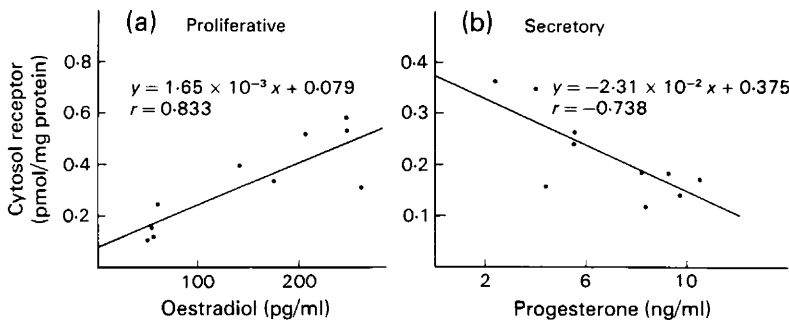 (a) Proliferative
y = 1·65 × 10⁻³ x + 0·079
r = 0·833
Cytosol receptor
(pmol/mg protein)
0·8
0·6
0·4
0·2
100 200
Oestradiol (pg/ml)
(b) Secretory
y = −2·31 × 10⁻² x + 0·375
r = −0·738
0·4
0·3
0·2
0·1
2 6 10
Progesterone (ng/ml)